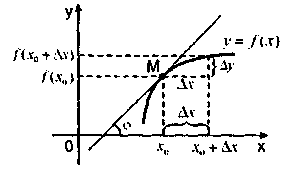 y
y = f(x)
f(x₀ + Δx)
Δy
f(x₀)
M
Δx
Δx
φ
0
x₀
x₀ + Δx
x